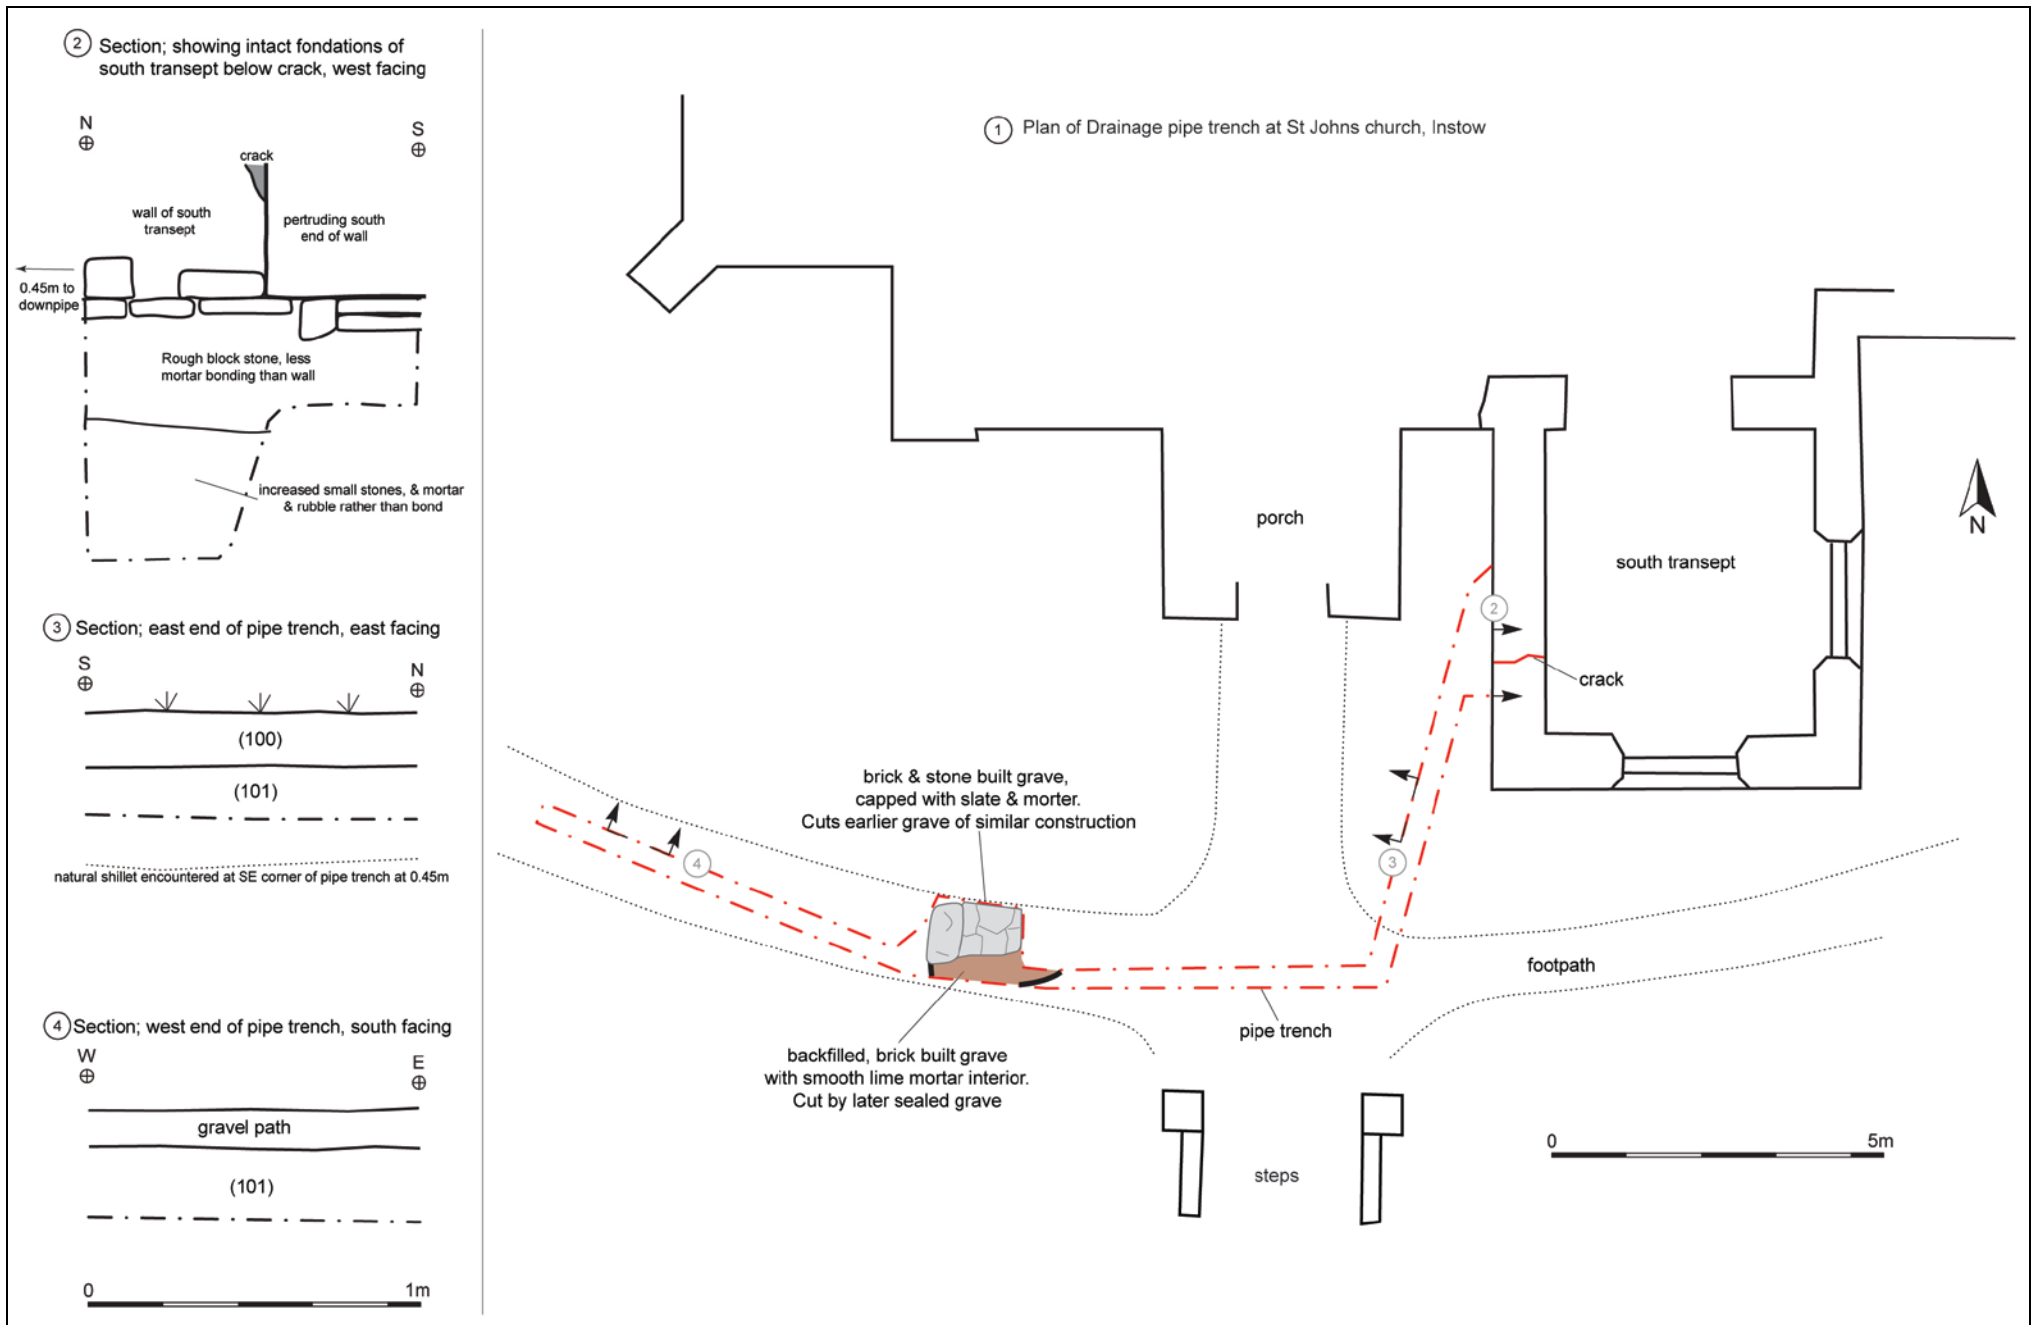 2 Section; showing intact fondations of
south transept below crack, west facing
N
S
crack
wall of south
transept
pertruding south
end of wall
0.45m to
downpipe
Rough block stone, less
mortar bonding than wall
increased small stones, & mortar
& rubble rather than bond
3 Section; east end of pipe trench, east facing
S
N
(100)
(101)
natural shillet encountered at SE corner of pipe trench at 0.45m
4 Section; west end of pipe trench, south facing
W
E
gravel path
(101)
0 1m
1 Plan of Drainage pipe trench at St Johns church, Instow
porch
south transept
N
2
crack
brick & stone built grave,
capped with slate & morter.
Cuts earlier grave of similar construction
3
4
footpath
pipe trench
backfilled, brick built grave
with smooth lime mortar interior.
Cut by later sealed grave
steps
0 5m